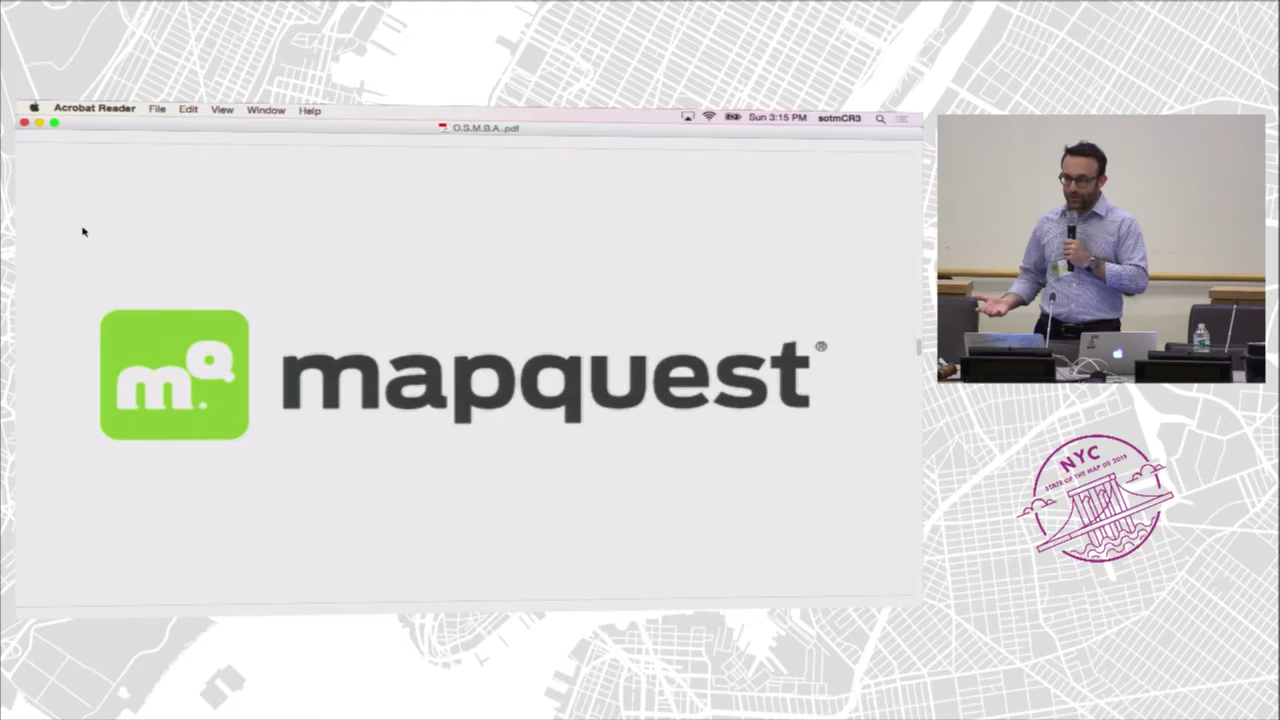 Acrobat Reader File Edit View Window Help Sun 3:15 PM sotmCR3
O.S.M.B.A..pdf
mQ mapquest®
NYC
STATE OF THE MAP US 2015